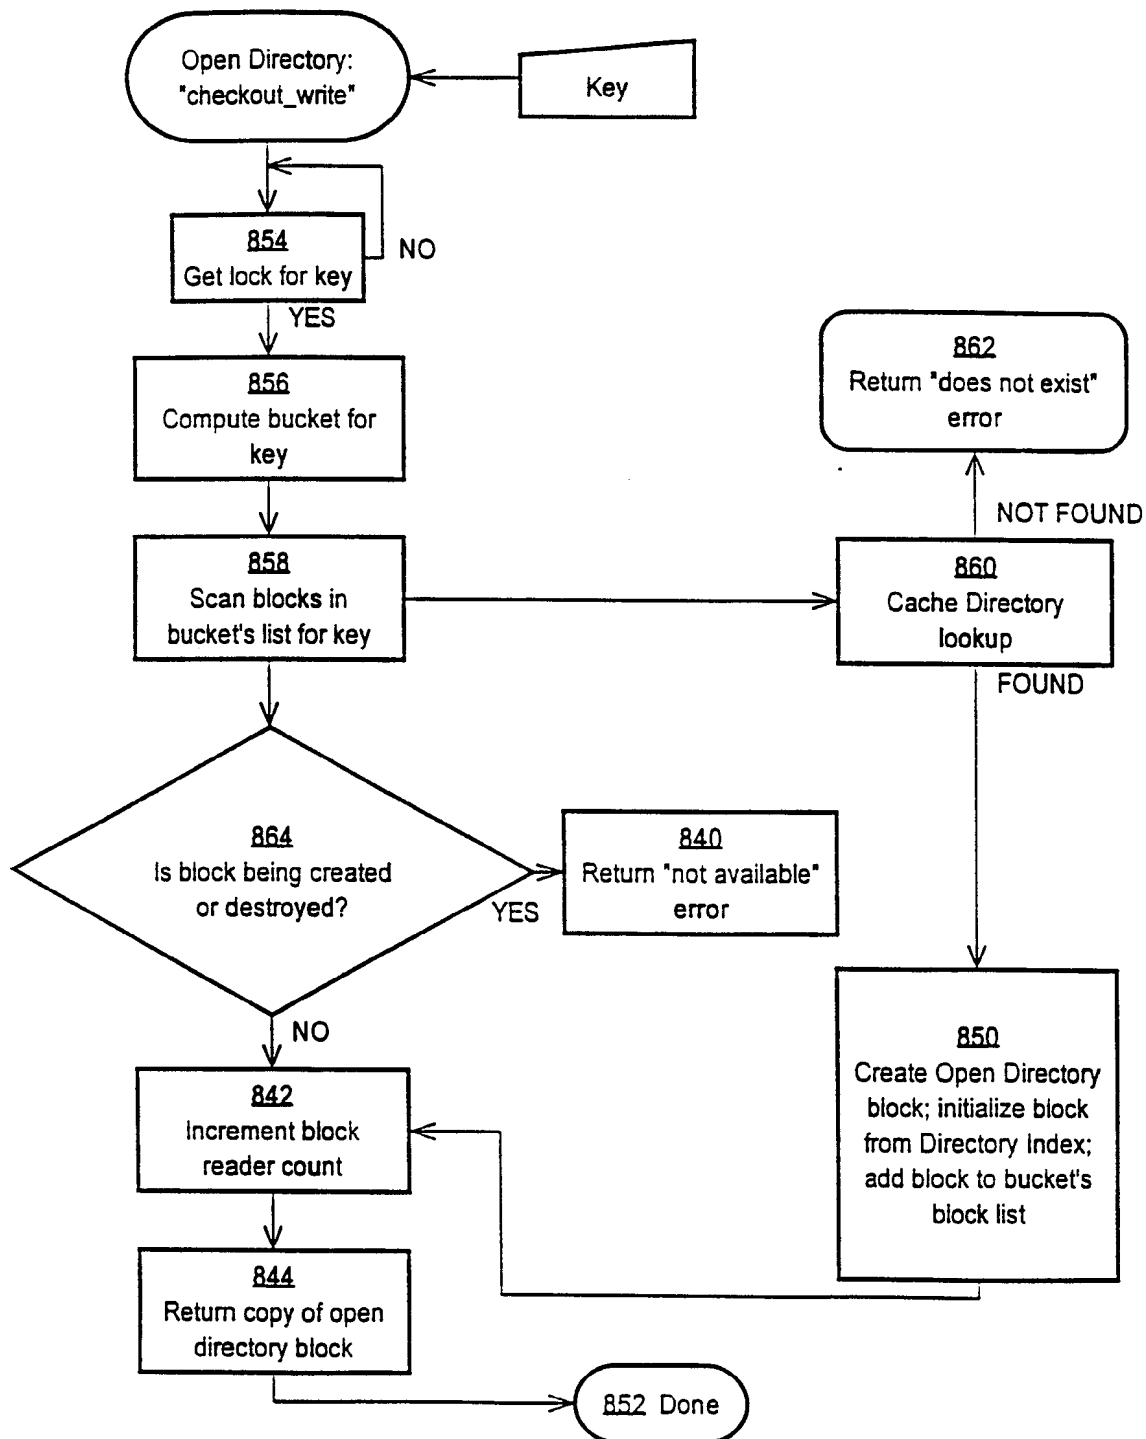 Open Directory:
"checkout_write"
Key
854
Get lock for key
NO
YES
856
Compute bucket for
key
862
Return "does not exist"
error
NOT FOUND
858
Scan blocks in
bucket's list for key
860
Cache Directory
lookup
FOUND
864
Is block being created
or destroyed?
YES
840
Return "not available"
error
NO
850
Create Open Directory
block; initialize block
from Directory Index;
add block to bucket's
block list
842
Increment block
reader count
844
Return copy of open
directory block
852 Done